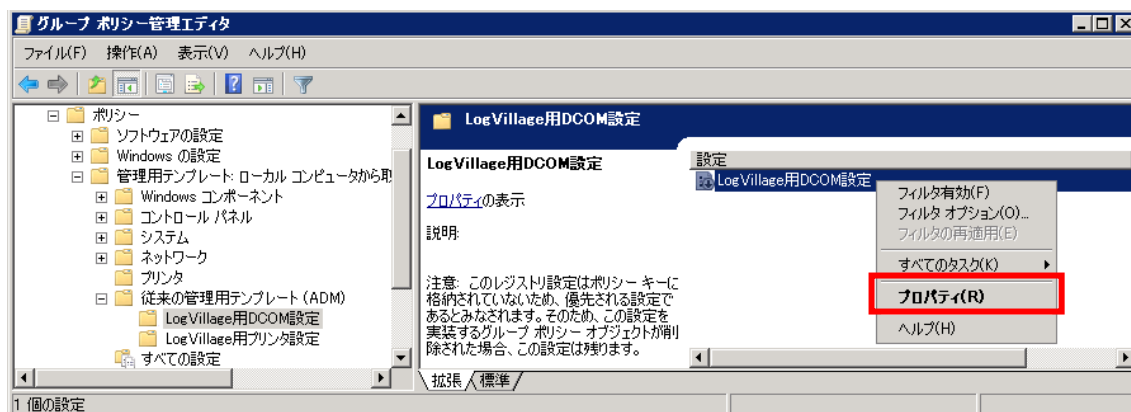 グループ ポリシー管理エディタ
ファイル(F) 操作(A) 表示(V) ヘルプ(H)
ポリシー
ソフトウェアの設定
Windows の設定
管理用テンプレート: ローカル コンピュータから取
Windows コンポーネント
コントロール パネル
システム
ネットワーク
プリンタ
従来の管理用テンプレート (ADM)
LogVillage用DCOM設定
LogVillage用プリンタ設定
すべての設定
LogVillage用DCOM設定
LogVillage用DCOM設定
プロパティの表示
説明:
注意: このレジストリ設定はポリシー キーに
格納されていないため、優先される設定で
あるとみなされます。そのため、この設定を
実装するグループ ポリシー オブジェクトが削
除された場合、この設定は残ります。
設定
LogVillage用DCOM設定
フィルタ有効(F)
フィルタ オプション(O)...
フィルタの再適用(E)
すべてのタスク(K)
プロパティ(R)
ヘルプ(H)
拡張 標準
1 個の設定